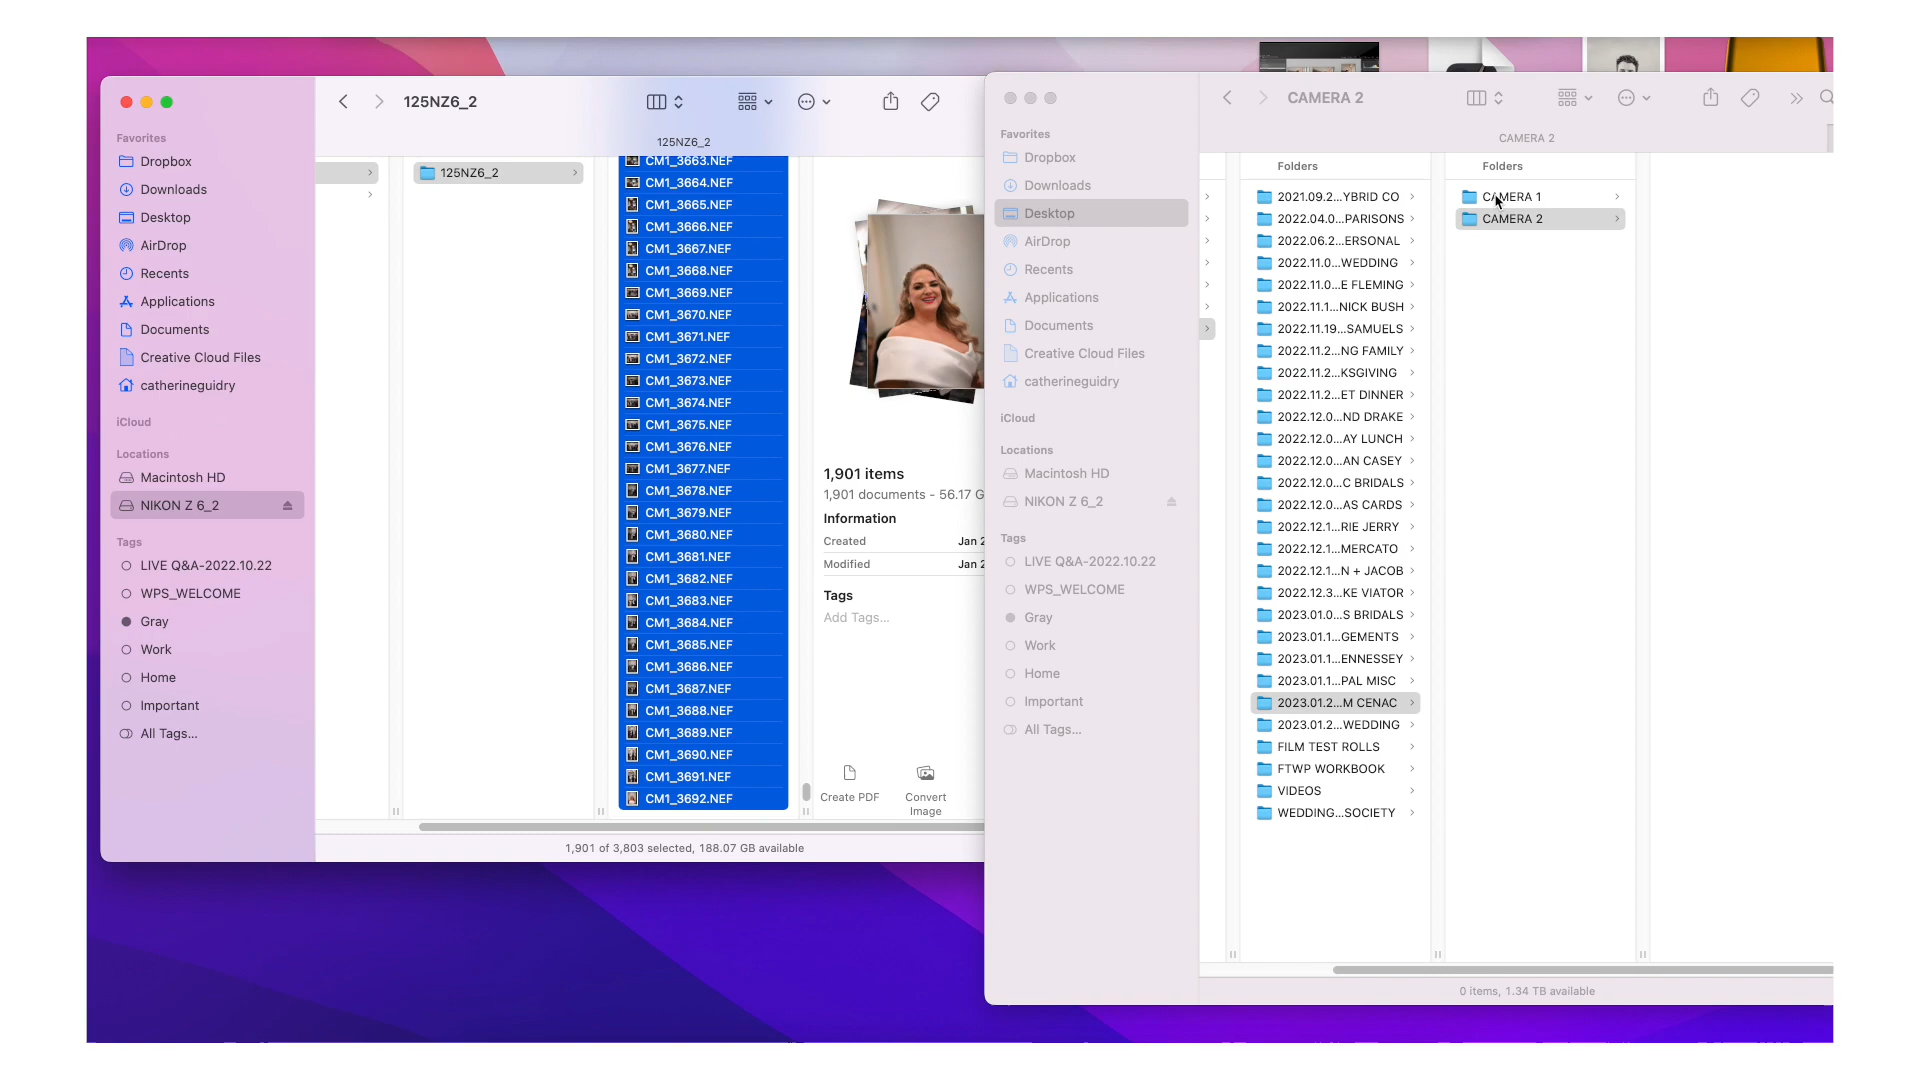 125NZ6_2
125NZ6_2
Favorites
Dropbox
Downloads
Desktop
AirDrop
Recents
Applications
Documents
Creative Cloud Files
catherineguidry
iCloud
Locations
Macintosh HD
NIKON Z 6_2
Tags
LIVE Q&A-2022.10.22
WPS_WELCOME
Gray
Work
Home
Important
All Tags...
125NZ6_2
CM1_3663.NEF
CM1_3664.NEF
CM1_3665.NEF
CM1_3666.NEF
CM1_3667.NEF
CM1_3668.NEF
CM1_3669.NEF
CM1_3670.NEF
CM1_3671.NEF
CM1_3672.NEF
CM1_3673.NEF
CM1_3674.NEF
CM1_3675.NEF
CM1_3676.NEF
CM1_3677.NEF
CM1_3678.NEF
CM1_3679.NEF
CM1_3680.NEF
CM1_3681.NEF
CM1_3682.NEF
CM1_3683.NEF
CM1_3684.NEF
CM1_3685.NEF
CM1_3686.NEF
CM1_3687.NEF
CM1_3688.NEF
CM1_3689.NEF
CM1_3690.NEF
CM1_3691.NEF
CM1_3692.NEF
1,901 items
1,901 documents - 56.17 G
Information
Created Jan 2
Modified Jan 2
Tags
Add Tags...
Create PDF
Convert
Image
1,901 of 3,803 selected, 188.07 GB available
CAMERA 2
CAMERA 2
Favorites
Dropbox
Downloads
Desktop
AirDrop
Recents
Applications
Documents
Creative Cloud Files
catherineguidry
iCloud
Locations
Macintosh HD
NIKON Z 6_2
Tags
LIVE Q&A-2022.10.22
WPS_WELCOME
Gray
Work
Home
Important
All Tags...
Folders
2021.09.2...YBRID CO
2022.04.0...PARISONS
2022.06.2...ERSONAL
2022.11.0...WEDDING
2022.11.0...E FLEMING
2022.11.1...NICK BUSH
2022.11.19...SAMUELS
2022.11.2...NG FAMILY
2022.11.2...KSGIVING
2022.11.2...ET DINNER
2022.12.0...ND DRAKE
2022.12.0...AY LUNCH
2022.12.0...AN CASEY
2022.12.0...C BRIDALS
2022.12.0...AS CARDS
2022.12.1...RIE JERRY
2022.12.1...MERCATO
2022.12.1...N + JACOB
2022.12.3...KE VIATOR
2023.01.0...S BRIDALS
2023.01.1...GEMENTS
2023.01.1...ENNESSEY
2023.01.1...PAL MISC
2023.01.2...M CENAC
2023.01.2...WEDDING
FILM TEST ROLLS
FTWP WORKBOOK
VIDEOS
WEDDING...SOCIETY
Folders
CAMERA 1
CAMERA 2
0 items, 1.34 TB available